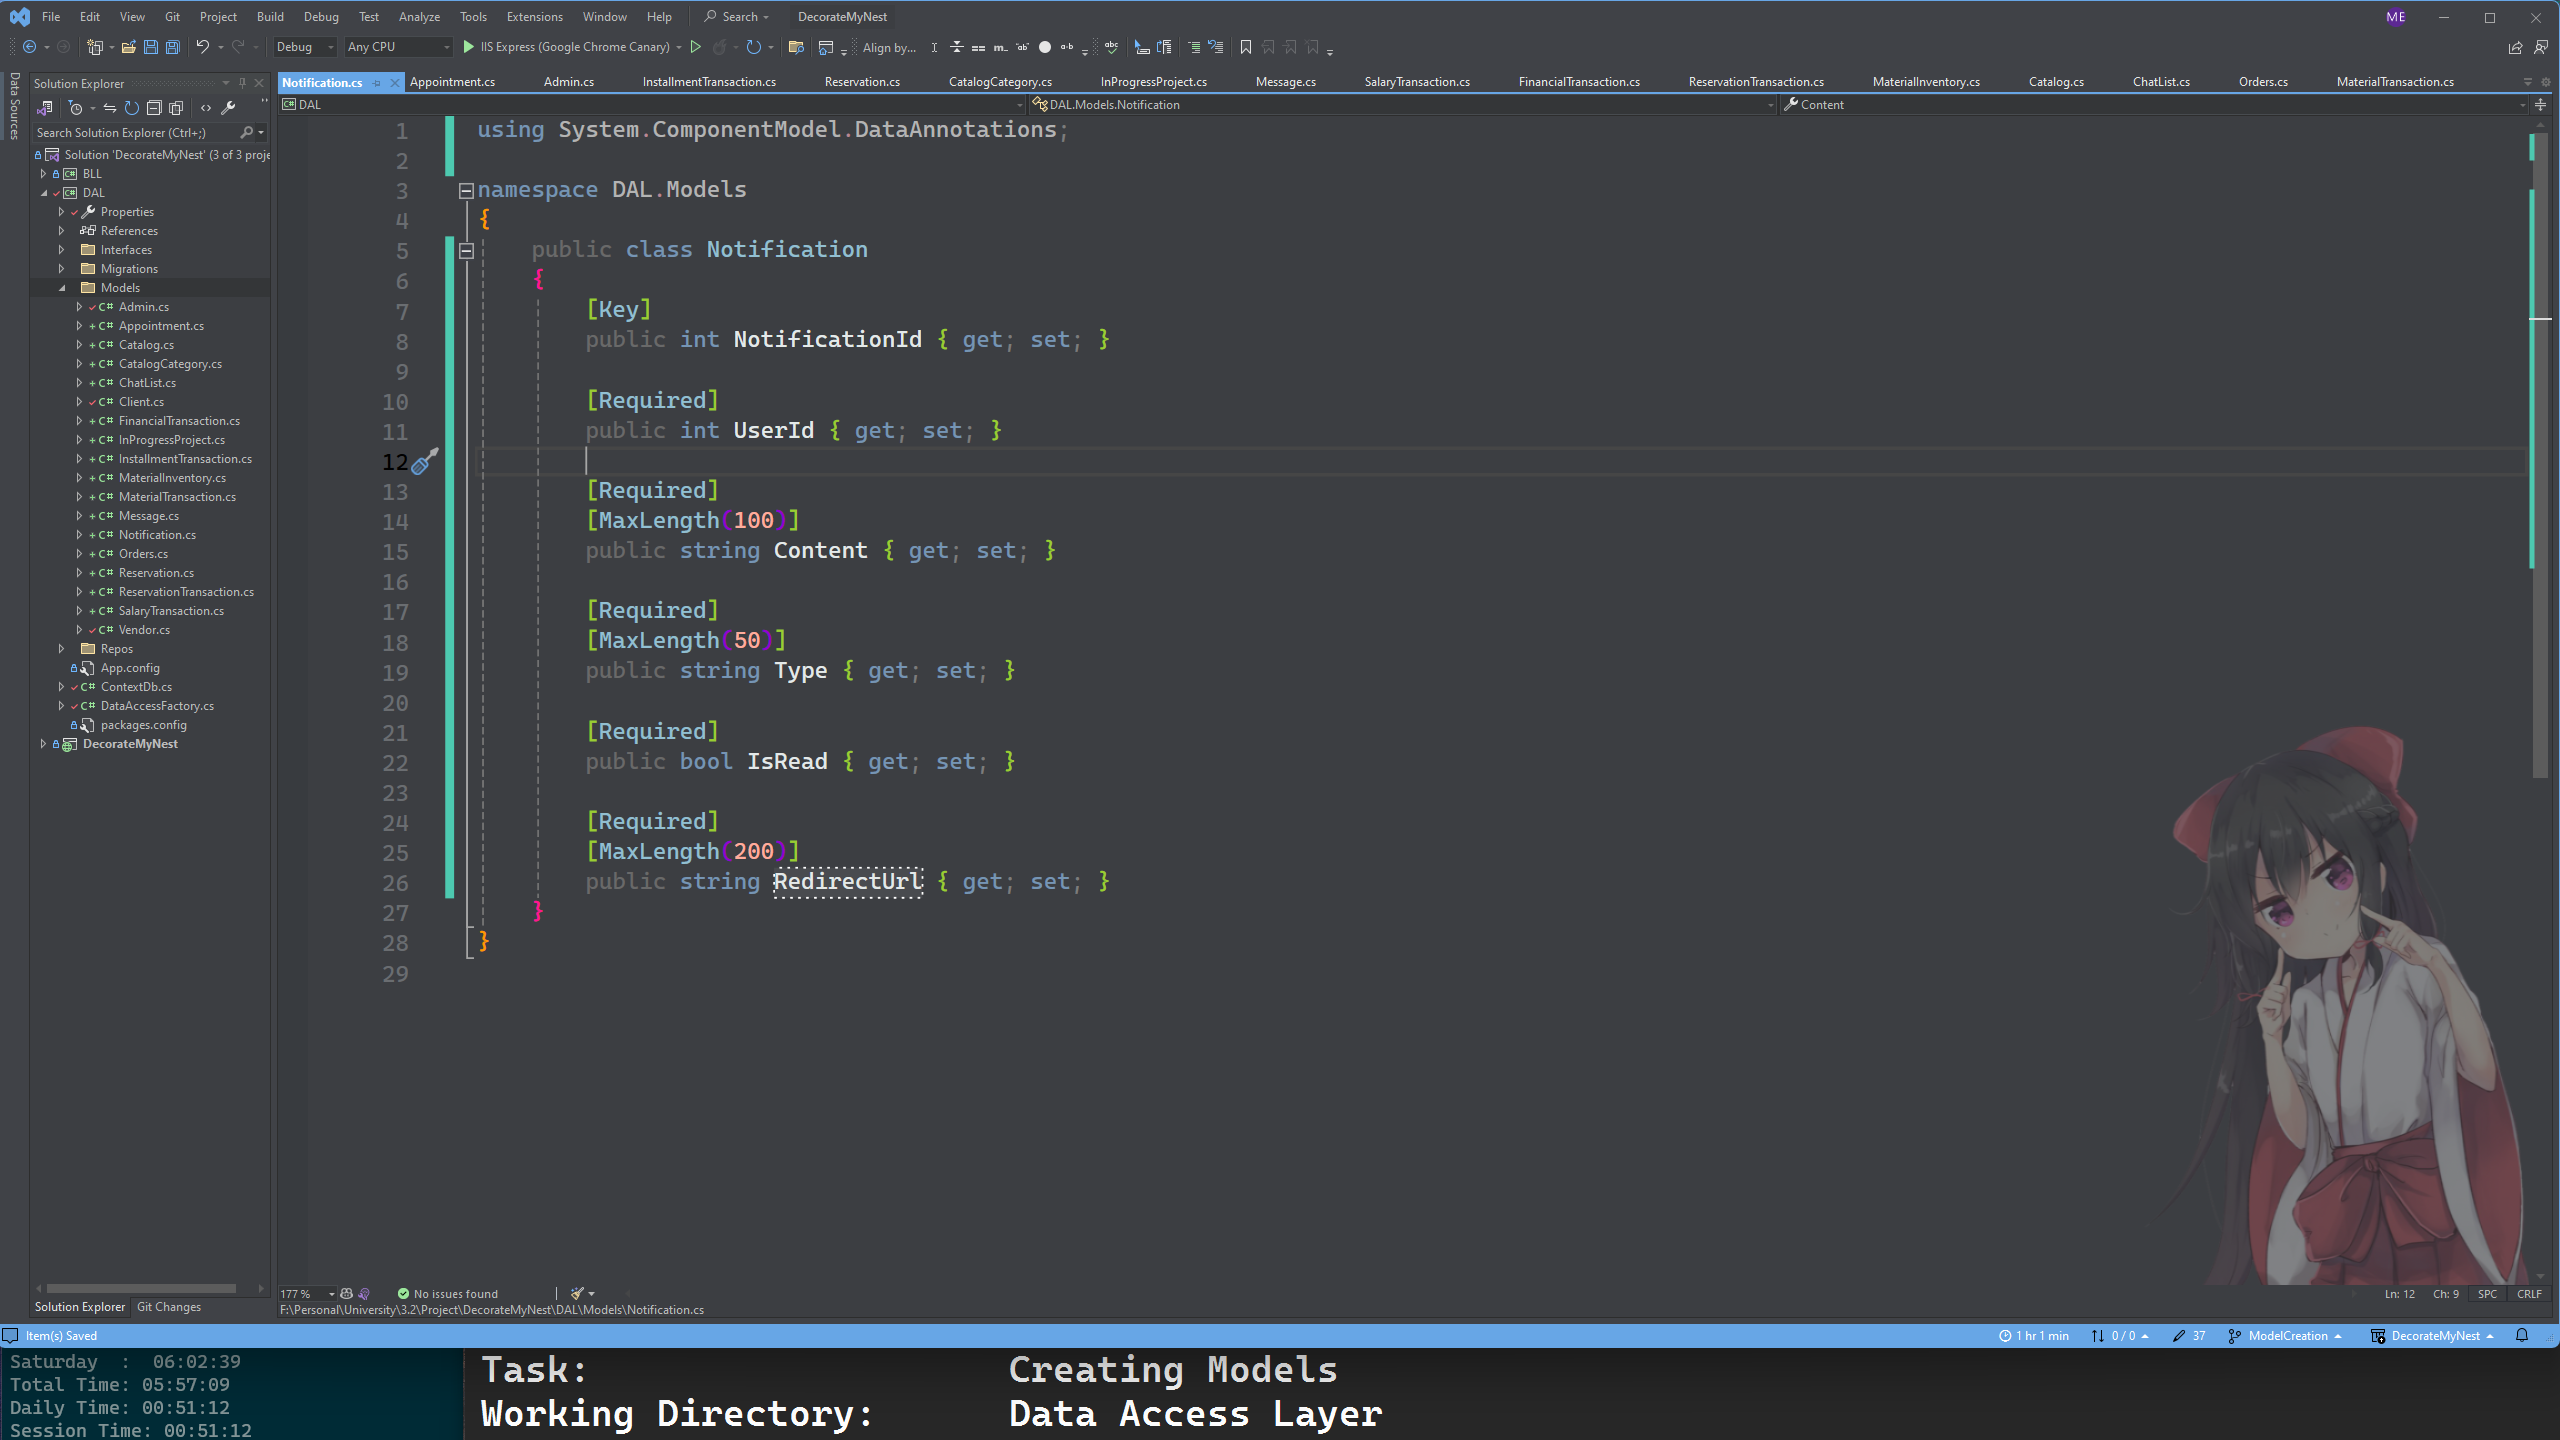 File Edit View Git Project Build Debug Test Analyze Tools Extensions Window Help Search DecorateMyNest ME
Debug Any CPU IIS Express (Google Chrome Canary) Align by...
Data Sources
Solution Explorer
Search Solution Explorer (Ctrl+;)
Solution 'DecorateMyNest' (3 of 3 proje
BLL
DAL
Properties
References
Interfaces
Migrations
Models
C# Admin.cs
C# Appointment.cs
C# Catalog.cs
C# CatalogCategory.cs
C# ChatList.cs
C# Client.cs
C# FinancialTransaction.cs
C# InProgressProject.cs
C# InstallmentTransaction.cs
C# MaterialInventory.cs
C# MaterialTransaction.cs
C# Message.cs
C# Notification.cs
C# Orders.cs
C# Reservation.cs
C# ReservationTransaction.cs
C# SalaryTransaction.cs
C# Vendor.cs
Repos
App.config
C# ContextDb.cs
C# DataAccessFactory.cs
packages.config
DecorateMyNest
Solution Explorer Git Changes
Notification.cs Appointment.cs Admin.cs InstallmentTransaction.cs Reservation.cs CatalogCategory.cs InProgressProject.cs Message.cs SalaryTransaction.cs FinancialTransaction.cs ReservationTransaction.cs MaterialInventory.cs Catalog.cs ChatList.cs Orders.cs MaterialTransaction.cs
C# DAL DAL.Models.Notification Content
1 using System.ComponentModel.DataAnnotations;
2
3 namespace DAL.Models
4 {
5 public class Notification
6 {
7 [Key]
8 public int NotificationId { get; set; }
9
10 [Required]
11 public int UserId { get; set; }
12
13 [Required]
14 [MaxLength(100)]
15 public string Content { get; set; }
16
17 [Required]
18 [MaxLength(50)]
19 public string Type { get; set; }
20
21 [Required]
22 public bool IsRead { get; set; }
23
24 [Required]
25 [MaxLength(200)]
26 public string RedirectUrl { get; set; }
27 }
28 }
29
177 % No issues found Ln: 12 Ch: 9 SPC CRLF
F:\Personal\University\3.2\Project\DecorateMyNest\DAL\Models\Notification.cs
Item(s) Saved 1 hr 1 min 0 / 0 37 ModelCreation DecorateMyNest
Saturday : 06:02:39
Total Time: 05:57:09
Daily Time: 00:51:12
Session Time: 00:51:12
Task: Creating Models
Working Directory: Data Access Layer